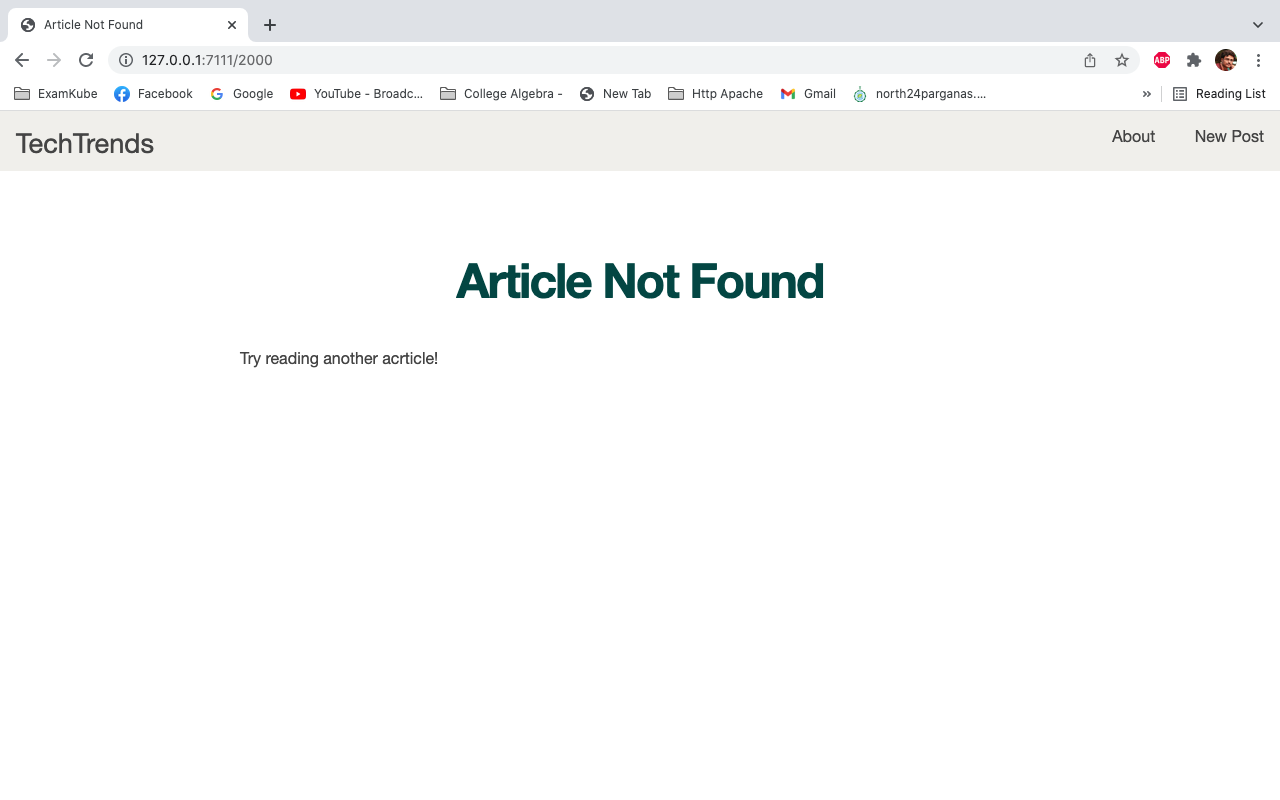 Article Not Found
127.0.0.1:7111/2000
ABP
ExamKube Facebook Google YouTube - Broadc... College Algebra - New Tab Http Apache Gmail north24parganas.... » Reading List
TechTrends About New Post
Article Not Found
Try reading another acrticle!